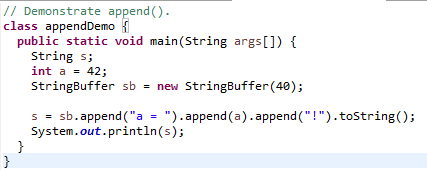 // Demonstrate append().
class appendDemo {
  public static void main(String args[]) {
    String s;
    int a = 42;
    StringBuffer sb = new StringBuffer(40);

    s = sb.append("a = ").append(a).append("!").toString();
    System.out.println(s);
  }
}